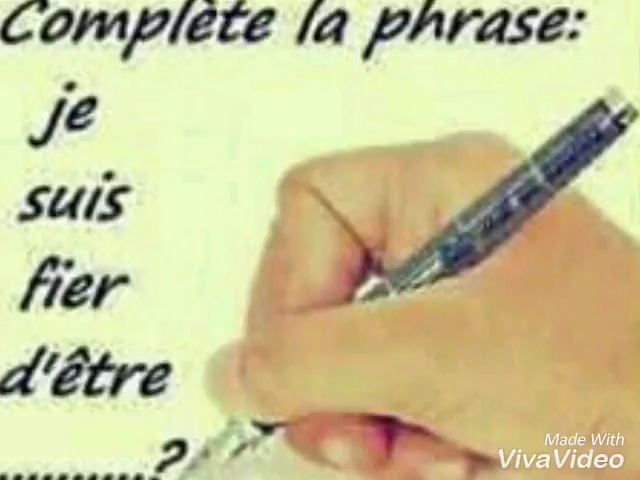 Complète la phrase:
je
suis
fier
d'être
..............?
Made With
VivaVideo